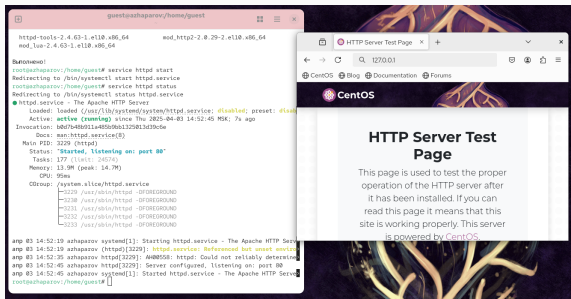 guest@azhaparov:/home/guest
httpd-tools-2.4.63-1.el10.x86_64 mod_http2-2.0.29-2.el10.x86_64
mod_lua-2.4.63-1.el10.x86_64
Выполнено!
root@azhaparov:/home/guest# service httpd start
Redirecting to /bin/systemctl start httpd.service
root@azhaparov:/home/guest# service httpd status
Redirecting to /bin/systemctl status httpd.service
● httpd.service - The Apache HTTP Server
Loaded: loaded (/usr/lib/systemd/system/httpd.service; disabled; preset: disab
Active: active (running) since Thu 2025-04-03 14:52:45 MSK; 7s ago
Invocation:
Docs: man:httpd.service(8)
Main PID: 3229 (httpd)
Status: "Started, listening on: port 80"
Tasks: 177 (limit: 24574)
Memory: 13.9M (peak: 14.7M)
CPU: 95ms
CGroup: /system.slice/httpd.service
├─3229 /usr/sbin/httpd -DFOREGROUND
├─3230 /usr/sbin/httpd -DFOREGROUND
├─3231 /usr/sbin/httpd -DFOREGROUND
├─3232 /usr/sbin/httpd -DFOREGROUND
└─3233 /usr/sbin/httpd -DFOREGROUND
апр 03 14:52:19 azhaparov systemd[1]: Starting httpd.service - The Apache HTTP Serv
апр 03 14:52:19 azhaparov (httpd)[3229]: httpd.service: Referenced but unset enviro
апр 03 14:52:35 azhaparov httpd[3229]: AH00558: httpd: Could not reliably determine
апр 03 14:52:45 azhaparov httpd[3229]: Server configured, listening on: port 80
апр 03 14:52:45 azhaparov systemd[1]: Started httpd.service - The Apache HTTP Serve
root@azhaparov:/home/guest#
HTTP Server Test Page
127.0.0.1
CentOS Blog Documentation Forums
CentOS
HTTP Server Test
Page
This page is used to test the proper
operation of the HTTP server after
it has been installed. If you can
read this page it means that this
site is working properly. This server
is powered by CentOS.